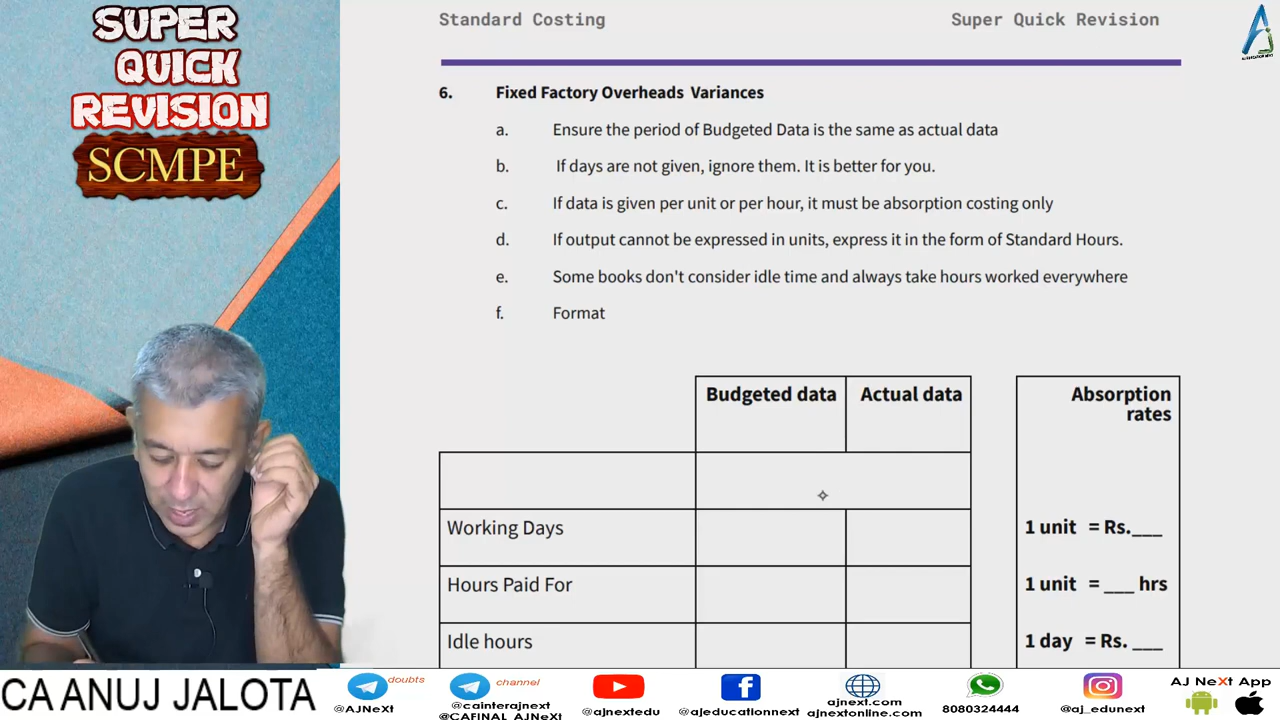 SUPER
QUICK
REVISION
SCMPE
Standard Costing
Super Quick Revision
6. Fixed Factory Overheads Variances
a. Ensure the period of Budgeted Data is the same as actual data
b. If days are not given, ignore them. It is better for you.
c. If data is given per unit or per hour, it must be absorption costing only
d. If output cannot be expressed in units, express it in the form of Standard Hours.
e. Some books don't consider idle time and always take hours worked everywhere
f. Format
Budgeted data
Actual data
Working Days
Hours Paid For
Idle hours
Absorption
rates
1 unit = Rs.___
1 unit = ___ hrs
1 day = Rs. ___
CA ANUJ JALOTA
doubts
@AJNeXt
channel
@cainterajnext
@CAFINAL_AJNeXt
@ajnextedu
@ajeducationnext
ajnext.com
ajnextonline.com
8080324444
@aj_edunext
AJ NeXt App